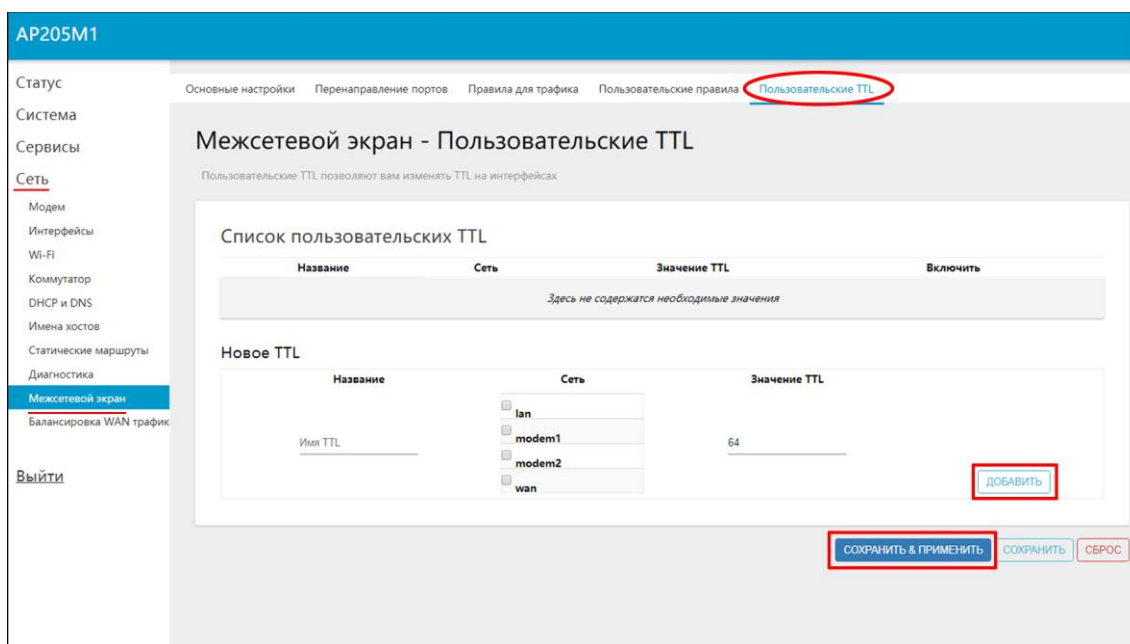 AP205M1
Статус
Система
Сервисы
Сеть
Модем
Интерфейсы
Wi-Fi
Коммутатор
DHCP и DNS
Имена хостов
Статические маршруты
Диагностика
Межсетевой экран
Балансировка WAN трафик
Выйти
Основные настройки Перенаправление портов Правила для трафика Пользовательские правила Пользовательские TTL
Межсетевой экран - Пользовательские TTL
Пользовательские TTL позволяют вам изменять TTL на интерфейсах
Список пользовательских TTL
Название Сеть Значение TTL Включить
Здесь не содержатся необходимые значения
Новое TTL
Название Сеть Значение TTL
lan
modem1
Имя TTL 64
modem2
wan
ДОБАВИТЬ
СОХРАНИТЬ & ПРИМЕНИТЬ СОХРАНИТЬ СБРОС